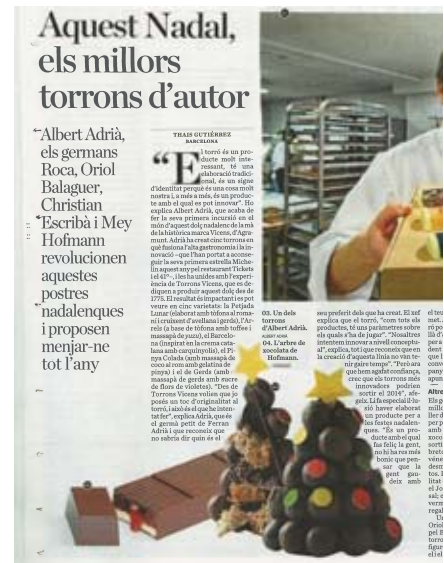 Aquest Nadal,
els millors
torrons d'autor
Albert Adrià,
els germans
Roca, Oriol
Balaguer,
Christian
Escribà i Mey
Hofmann
revolucionen
aquestes
postres
nadalenques
i proposen
menjar-ne
tot l'any
THAIS GUTIÉRREZ
BARCELONA
“El torró és un pro-
ducte molt inte-
ressant, té una
elaboració tradici-
onal, és un signe
d'identitat perquè és una cosa molt
nostra i, a més a més, és un produc-
te amb el qual es pot innovar”. Ho
explica Albert Adrià, que acaba de
fer la seva primera incursió en el
món d'aquest dolç nadalenc de la mà
de la històrica marca Vicens, d'Agra-
munt. Adrià ha creat cinc torrons en
què fusiona l'alta gastronomia i la in-
novació –que l'han portat a aconse-
guir la seva primera estrella Miche-
lin aquest any pel restaurant Tickets
i el 41º–, i les ha unides amb l'experi-
ència de Torrons Vicens, que es de-
diquen a produir aquest dolç des de
1775. El resultat és impactant i es pot
veure en cinc varietats: la Petjada
Lunar (elaborat amb tòfona al roma-
ní i cruixent d'avellana i gerds), l'Ar-
rels (a base de tòfona amb toffee i
massapà de yuzu), el Barcelo-
na (inspirat en la crema cata-
lana amb carquinyolis), el Pi-
nya Colada (amb massapà de
coco al rom amb gelatina de
pinya) i el de Gerds (amb
massapà de gerds amb sucre
de flors de violetes). “Des de
Torrons Vicens volien que jo
posés un toc d'originalitat al
torró, i això és el que he inten-
tat fer”, explica Adrià, que és
el germà petit de Ferran
Adrià i que reconeix que
no sabria dir quin és el
03. Un dels
torrons
d'Albert Adrià.
ALBERT ADRIÀ
04. L'arbre de
xocolata de
Hofmann.
seu preferit dels que ha creat. El xef
explica que el torró, “com tots els
productes, té uns paràmetres sobre
els quals s'ha de jugar”. “Nosaltres
intentem innovar a nivell conceptu-
al”, explica, tot i que reconeix que en
la creació d'aquesta línia no van te-
nir gaire temps”. “Però ara
que hem agafat confiança,
crec que els torrons més
innovadors podrien
sortir el 2014”, afe-
geix. Li fa especial il·lu-
sió haver elaborat
un producte per a
les festes nadalen-
ques. “És un pro-
ducte amb el qual
fas feliç la gent,
no hi ha res més
bonic que pen-
sar que la
gent gau-
deix amb